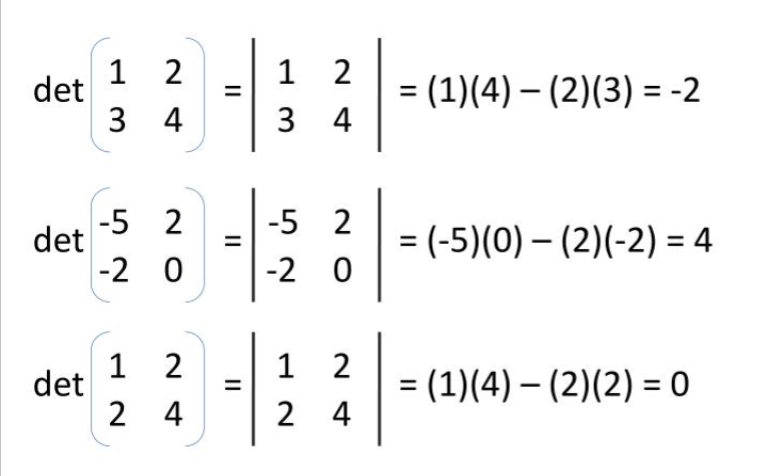 det ( 1 2 ) = | 1 2 | = (1)(4) – (2)(3) = -2
3 4 3 4
det ( -5 2 ) = | -5 2 | = (-5)(0) – (2)(-2) = 4
-2 0 -2 0
det ( 1 2 ) = | 1 2 | = (1)(4) – (2)(2) = 0
2 4 2 4